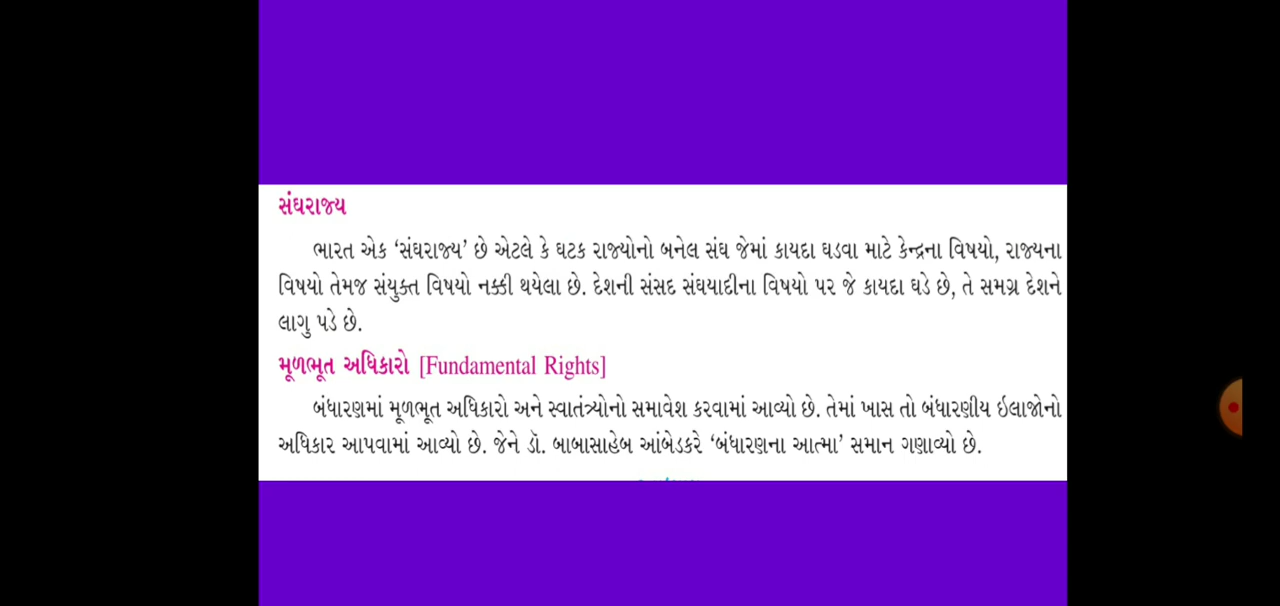 સંઘરાજ્ય
ભારત એક ‘સંઘરાજ્ય’ છે એટલે કે ઘટક રાજ્યોનો બનેલ સંઘ જેમાં કાયદા ઘડવા માટે કેન્દ્રના વિષયો, રાજ્યના
વિષયો તેમજ સંયુક્ત વિષયો નક્કી થયેલા છે. દેશની સંસદ સંઘયાદીના વિષયો પર જે કાયદા ઘડે છે, તે સમગ્ર દેશને
લાગુ પડે છે.
મૂળભૂત અધિકારો [Fundamental Rights]
બંધારણમાં મૂળભૂત અધિકારો અને સ્વાતંત્ર્યોનો સમાવેશ કરવામાં આવ્યો છે. તેમાં ખાસ તો બંધારણીય ઇલાજોનો
અધિકાર આપવામાં આવ્યો છે. જેને ડૉ. બાબાસાહેબ આંબેડકરે ‘બંધારણના આત્મા’ સમાન ગણાવ્યો છે.